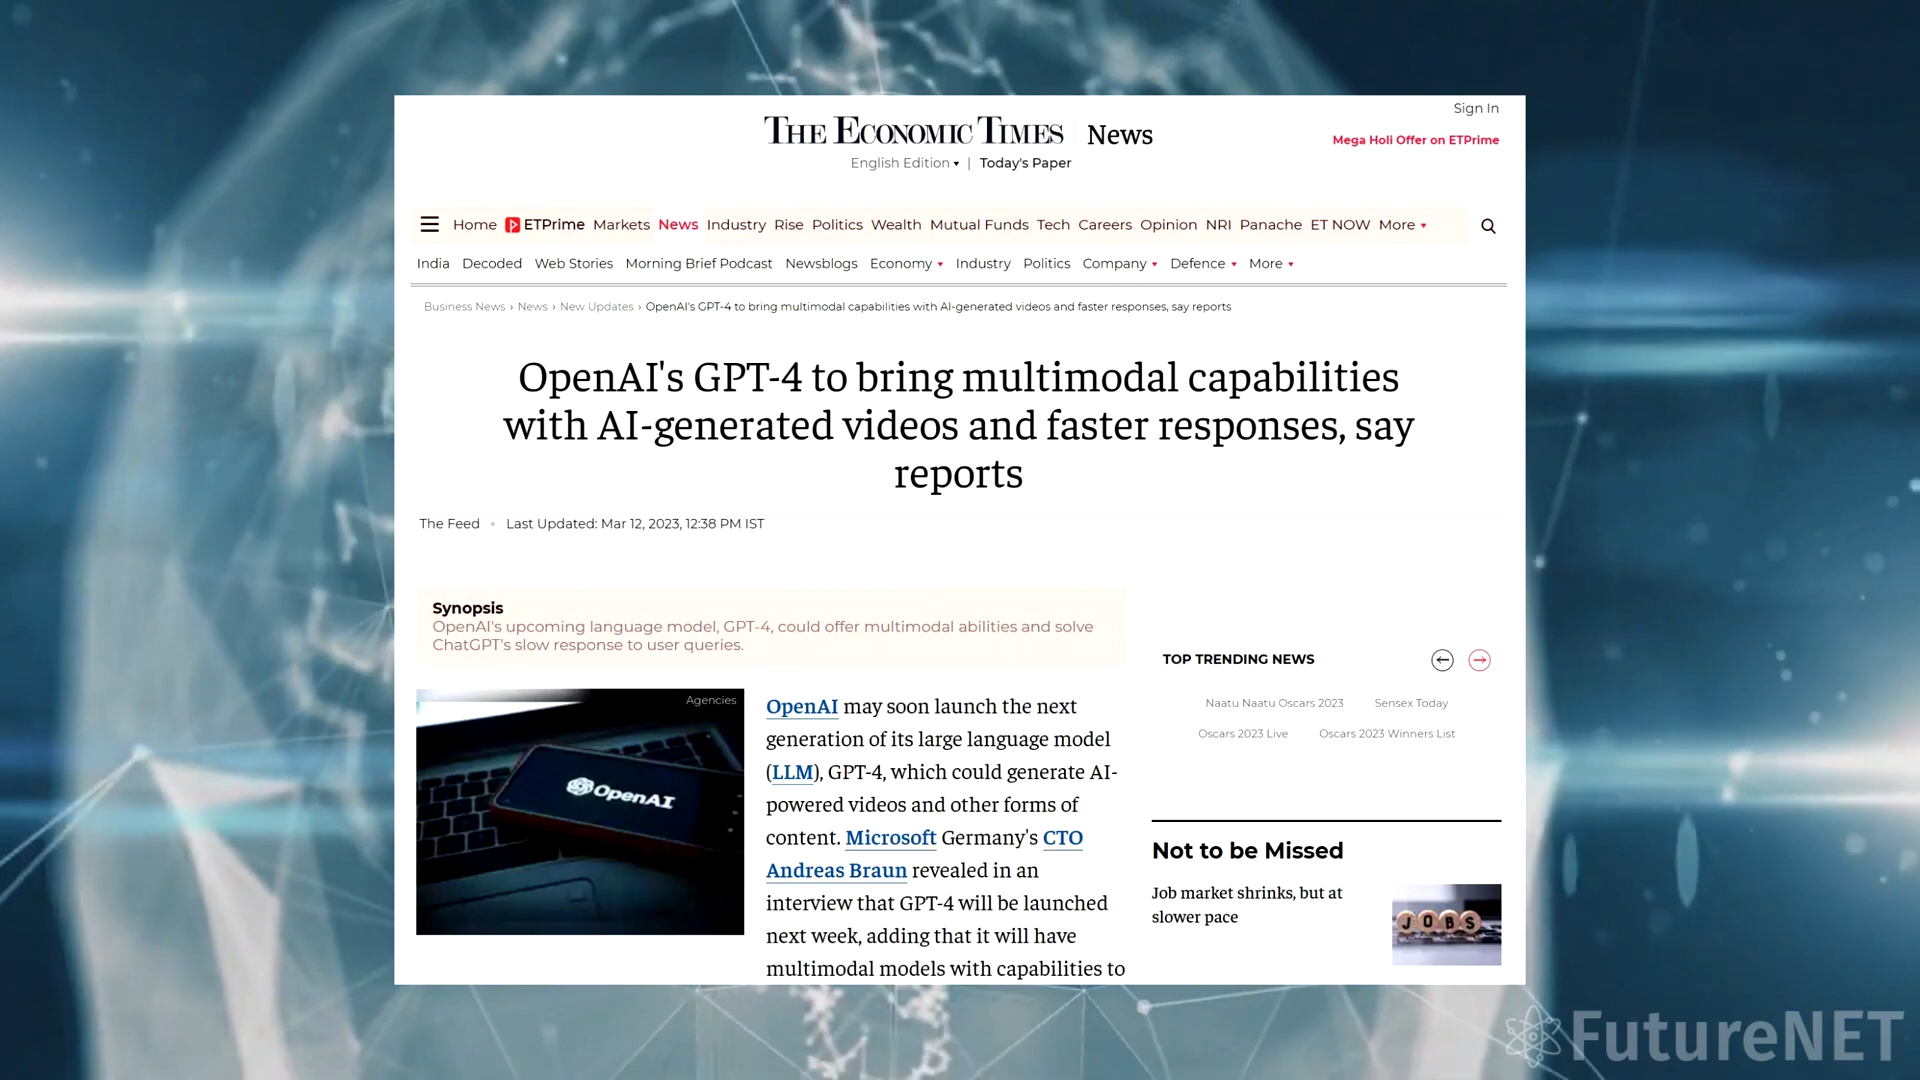 Sign In
THE ECONOMIC TIMES News
Mega Holi Offer on ETPrime
English Edition | Today's Paper
Home ETPrime Markets News Industry Rise Politics Wealth Mutual Funds Tech Careers Opinion NRI Panache ET NOW More
India Decoded Web Stories Morning Brief Podcast Newsblogs Economy Industry Politics Company Defence More
Business News › News › New Updates › OpenAI's GPT-4 to bring multimodal capabilities with AI-generated videos and faster responses, say reports
OpenAI's GPT-4 to bring multimodal capabilities
with AI-generated videos and faster responses, say
reports
The Feed • Last Updated: Mar 12, 2023, 12:38 PM IST
Synopsis
OpenAI's upcoming language model, GPT-4, could offer multimodal abilities and solve
ChatGPT's slow response to user queries.
Agencies
OpenAI
OpenAI may soon launch the next
generation of its large language model
(LLM), GPT-4, which could generate AI-
powered videos and other forms of
content. Microsoft Germany's CTO
Andreas Braun revealed in an
interview that GPT-4 will be launched
next week, adding that it will have
multimodal models with capabilities to
TOP TRENDING NEWS
Naatu Naatu Oscars 2023 Sensex Today
Oscars 2023 Live Oscars 2023 Winners List
Not to be Missed
Job market shrinks, but at
slower pace
JOBS
FutureNET